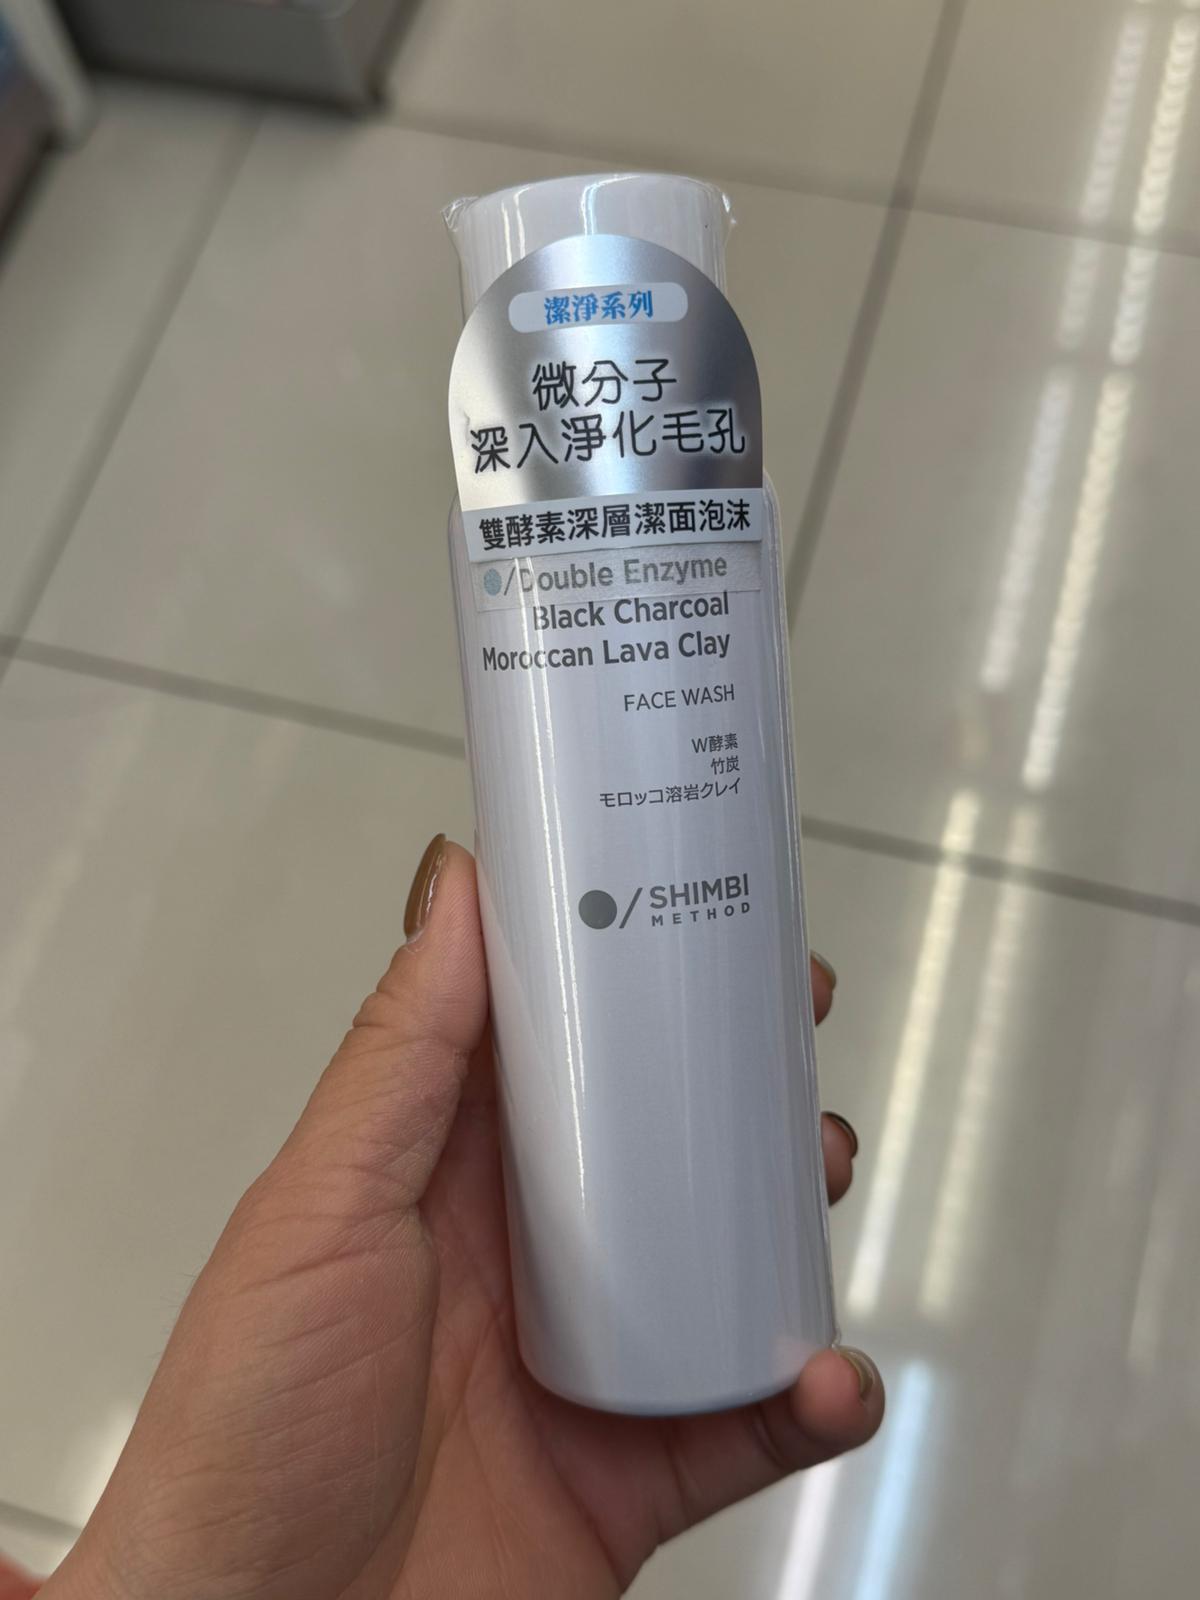 潔淨系列
微分子
深入淨化毛孔
雙酵素深層潔面泡沫
/Double Enzyme
Black Charcoal
Moroccan Lava Clay
FACE WASH
W酵素
竹炭
モロッコ溶岩クレイ
/SHIMBI
METHOD